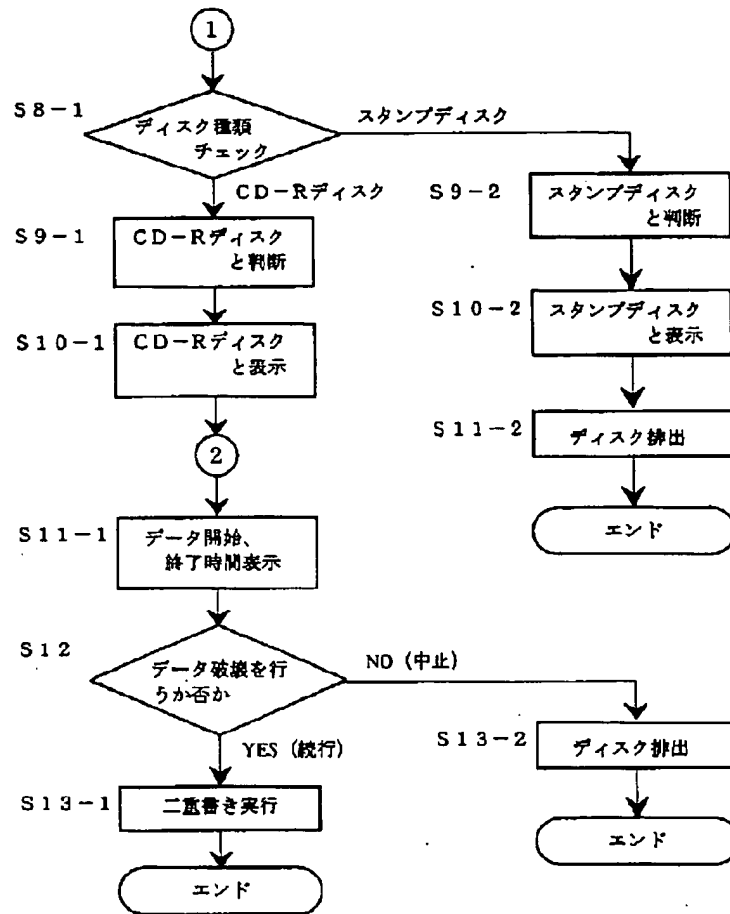 1
S8-1
ディスク種類
チェック
スタンプディスク
CD-Rディスク
S9-1
CD-Rディスク
と判断
S9-2
スタンプディスク
と判断
S10-1
CD-Rディスク
と表示
S10-2
スタンプディスク
と表示
S11-2
ディスク排出
エンド
2
S11-1
データ開始、
終了時間表示
S12
データ破壊を行
うか否か
NO (中止)
YES (続行)
S13-2
ディスク排出
エンド
S13-1
二重書き実行
エンド